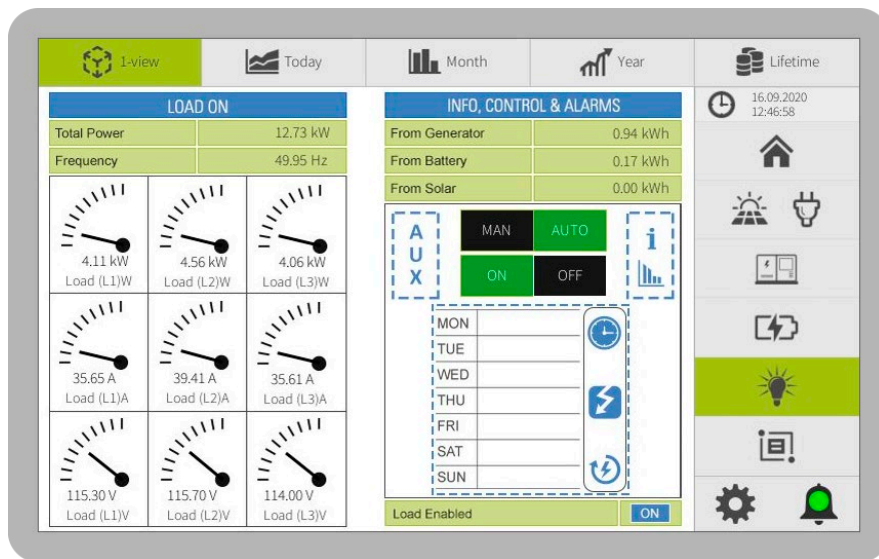 1-view Today Month Year Lifetime
LOAD ON
Total Power 12.73 kW
Frequency 49.95 Hz
4.11 kW 4.56 kW 4.06 kW
Load (L1)W Load (L2)W Load (L3)W
35.65 A 39.41 A 35.61 A
Load (L1)A Load (L2)A Load (L3)A
115.30 V 115.70 V 114.00 V
Load (L1)V Load (L2)V Load (L3)V
INFO, CONTROL & ALARMS
From Generator 0.94 kWh
From Battery 0.17 kWh
From Solar 0.00 kWh
AUX
MAN AUTO
ON OFF
i
MON
TUE
WED
THU
FRI
SAT
SUN
Load Enabled ON
16.09.2020
12:46:58